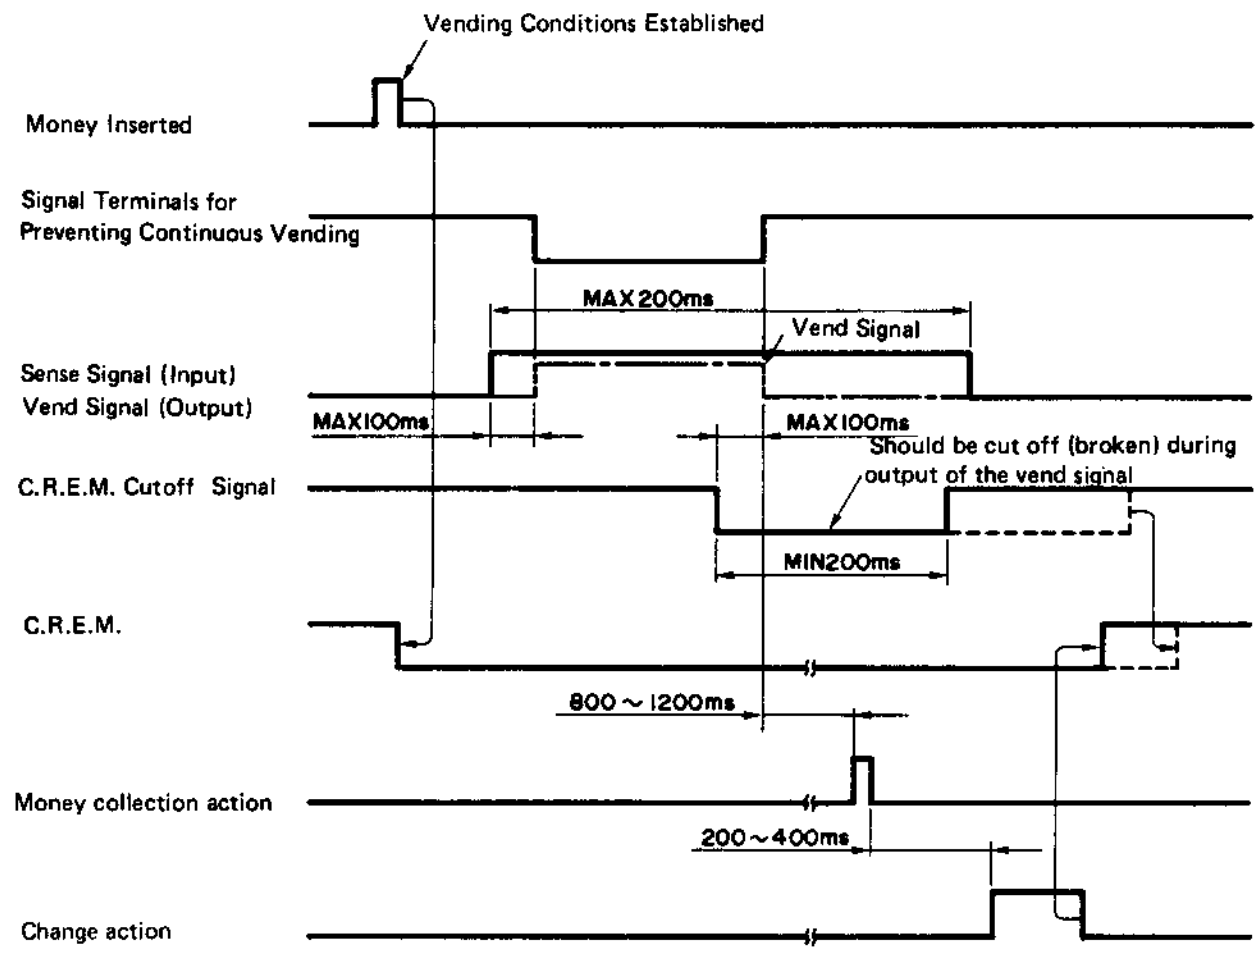 Vending Conditions Established
Money Inserted
Signal Terminals for
Preventing Continuous Vending
MAX 200ms
Vend Signal
Sense Signal (Input)
Vend Signal (Output)
MAX100ms
MAX100ms
Should be cut off (broken) during
output of the vend signal
C.R.E.M. Cutoff Signal
MIN200ms
C.R.E.M.
800～1200ms
Money collection action
200～400ms
Change action